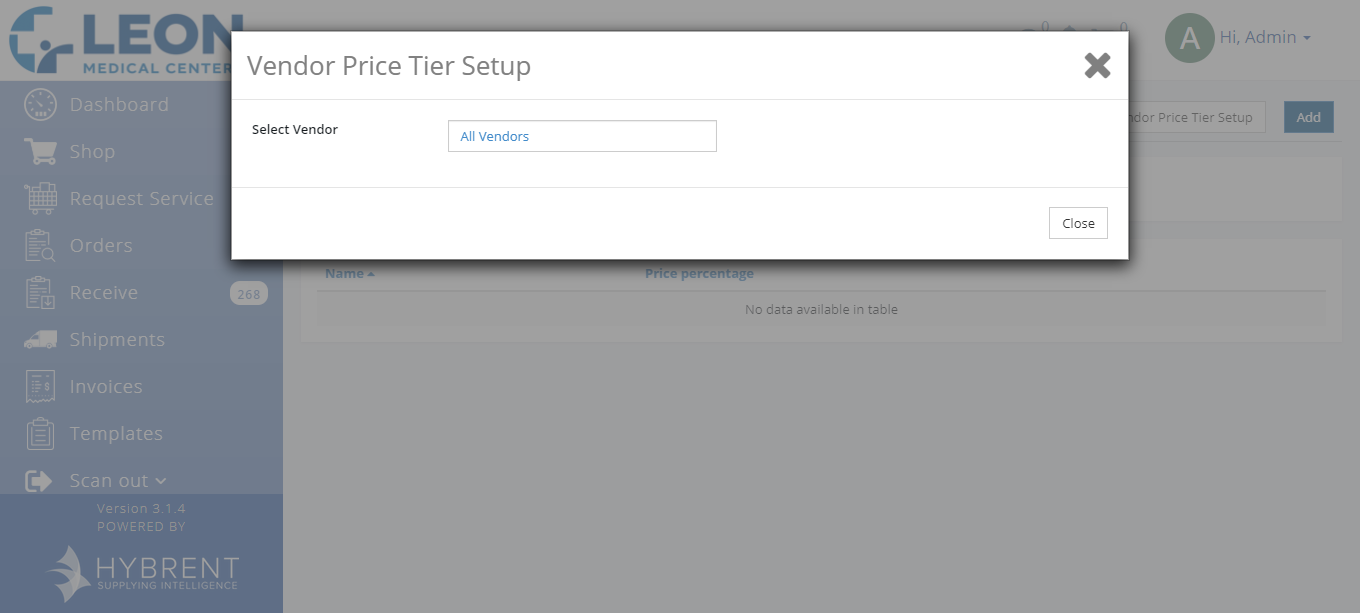 LEON
MEDICAL CENTER
0
0
A
Hi, Admin
Vendor Price Tier Setup
Select Vendor
All Vendors
Close
Dashboard
Shop
Request Service
Orders
Receive
268
Shipments
Invoices
Templates
Scan out
Version 3.1.4
POWERED BY
HYBRENT
SUPPLYING INTELLIGENCE
Price Tier Setup
Add
Name
Price percentage
No data available in table